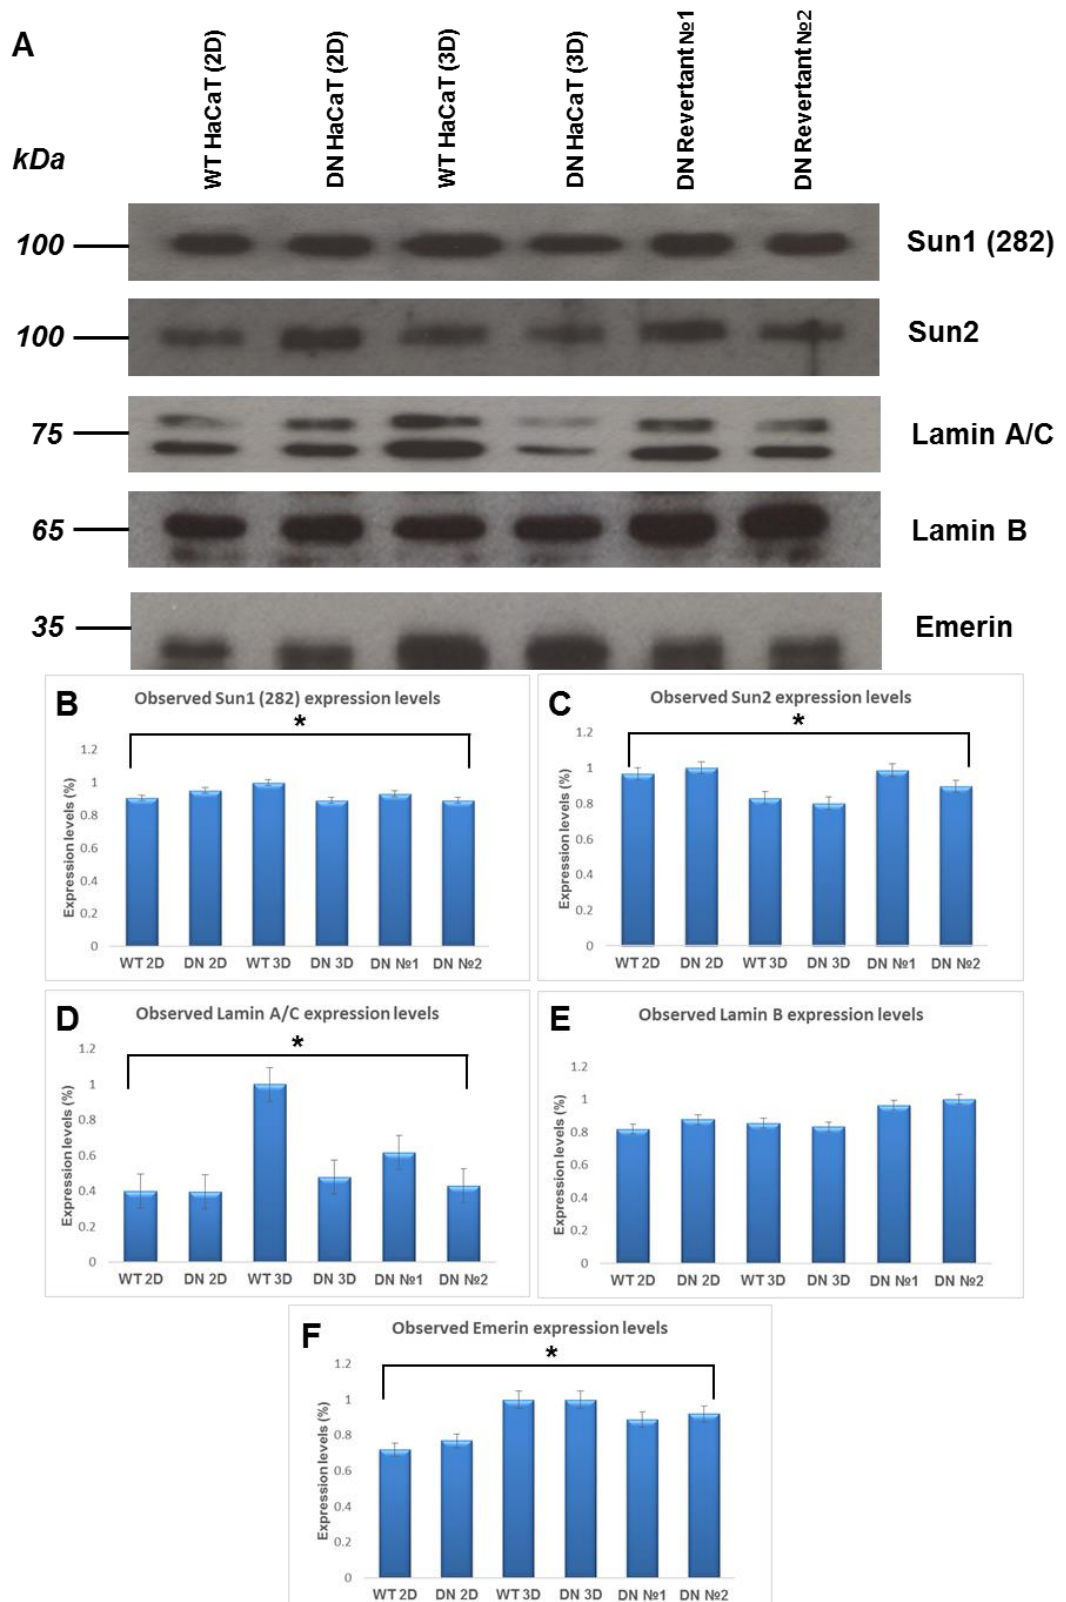 A
kDa
WT HaCaT (2D)
DN HaCaT (2D)
WT HaCaT (3D)
DN HaCaT (3D)
DN Revertant №1
DN Revertant №2
100
Sun1 (282)
100
Sun2
75
Lamin A/C
65
Lamin B
35
Emerin
B
Observed Sun1 (282) expression levels
*
Expression levels (%)
1.2
1
0.8
0.6
0.4
0.2
0
WT 2D DN 2D WT 3D DN 3D DN №1 DN №2
C
Observed Sun2 expression levels
*
Expression levels (%)
1.2
1
0.8
0.6
0.4
0.2
0
WT 2D DN 2D WT 3D DN 3D DN №1 DN №2
D
Observed Lamin A/C expression levels
*
Expression levels (%)
1.2
1
0.8
0.6
0.4
0.2
0
WT 2D DN 2D WT 3D DN 3D DN №1 DN №2
E
Observed Lamin B expression levels
Expression levels (%)
1.2
1
0.8
0.6
0.4
0.2
0
WT 2D DN 2D WT 3D DN 3D DN №1 DN №2
F
Observed Emerin expression levels
*
Expression levels (%)
1.2
1
0.8
0.6
0.4
0.2
0
WT 2D DN 2D WT 3D DN 3D DN №1 DN №2